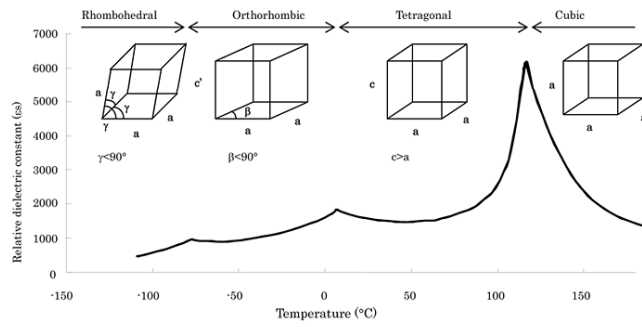 Rhombohedral Orthorhombic Tetragonal Cubic
7000
6000
5000
4000
3000
2000
1000
0
Relative dielectric constant (εs)
a γ γ γ a a
γ<90°
c' β a a
β<90°
c a a
c>a
a a a
-150 -100 -50 0 50 100 150
Temperature (°C)